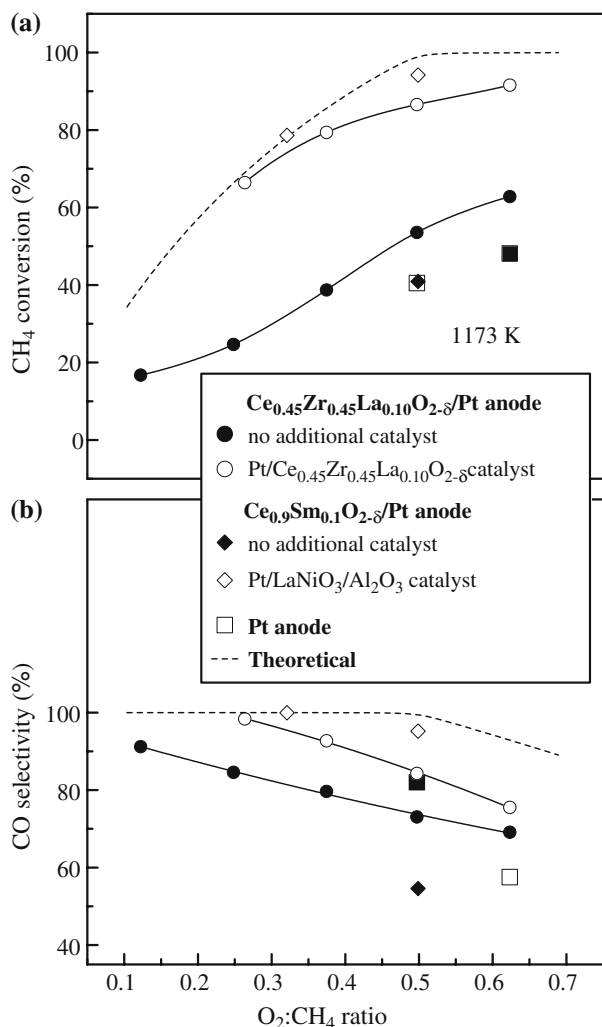 (a)
100
80
60
40
20
0
CH₄ conversion (%)
1173 K
Ce₀.₄₅Zr₀.₄₅La₀.₁₀O₂₋δ/Pt anode
no additional catalyst
Pt/Ce₀.₄₅Zr₀.₄₅La₀.₁₀O₂₋δcatalyst
Ce₀.₉Sm₀.₁O₂₋δ/Pt anode
no additional catalyst
Pt/LaNiO₃/Al₂O₃ catalyst
Pt anode
Theoretical
(b)
100
80
60
40
CO selectivity (%)
0.1 0.2 0.3 0.4 0.5 0.6 0.7
O₂:CH₄ ratio